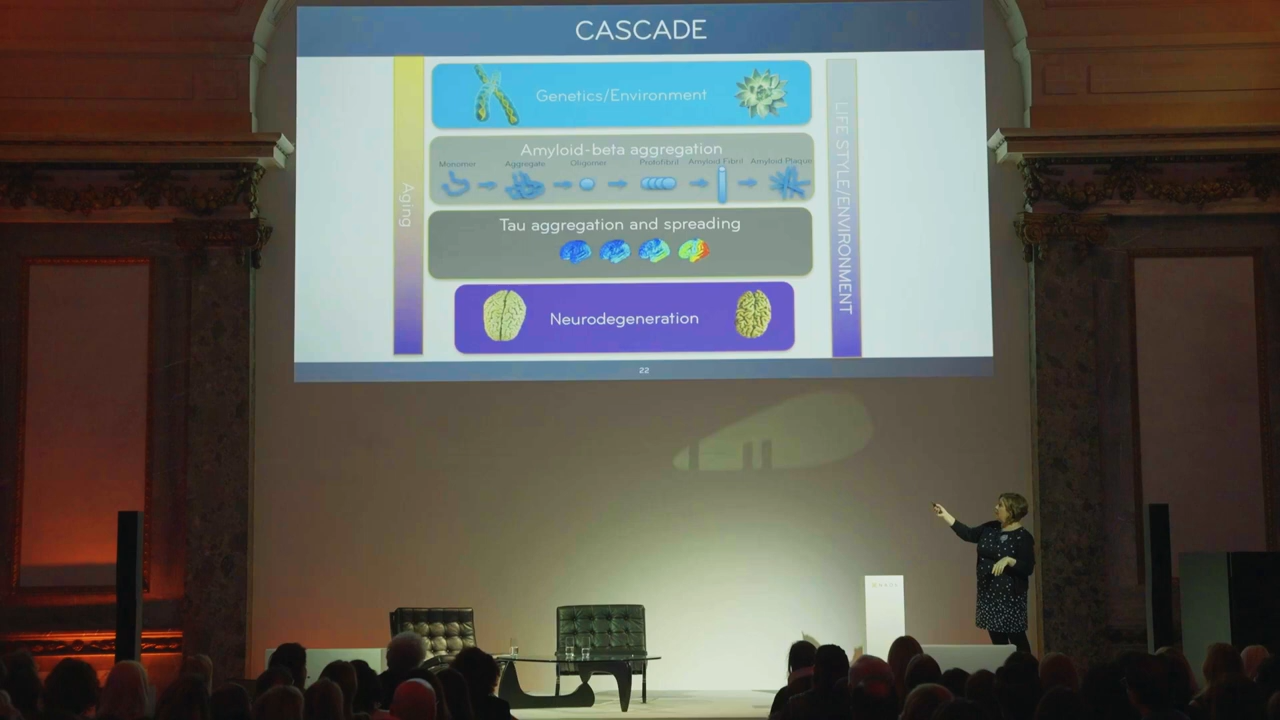 CASCADE
Genetics/Environment
Amyloid-beta aggregation
Monomer Aggregate Oligomer Protofibril Amyloid Fibril Amyloid Plaque
Tau aggregation and spreading
Neurodegeneration
Aging
LIFE STYLE/ENVIRONMENT
22